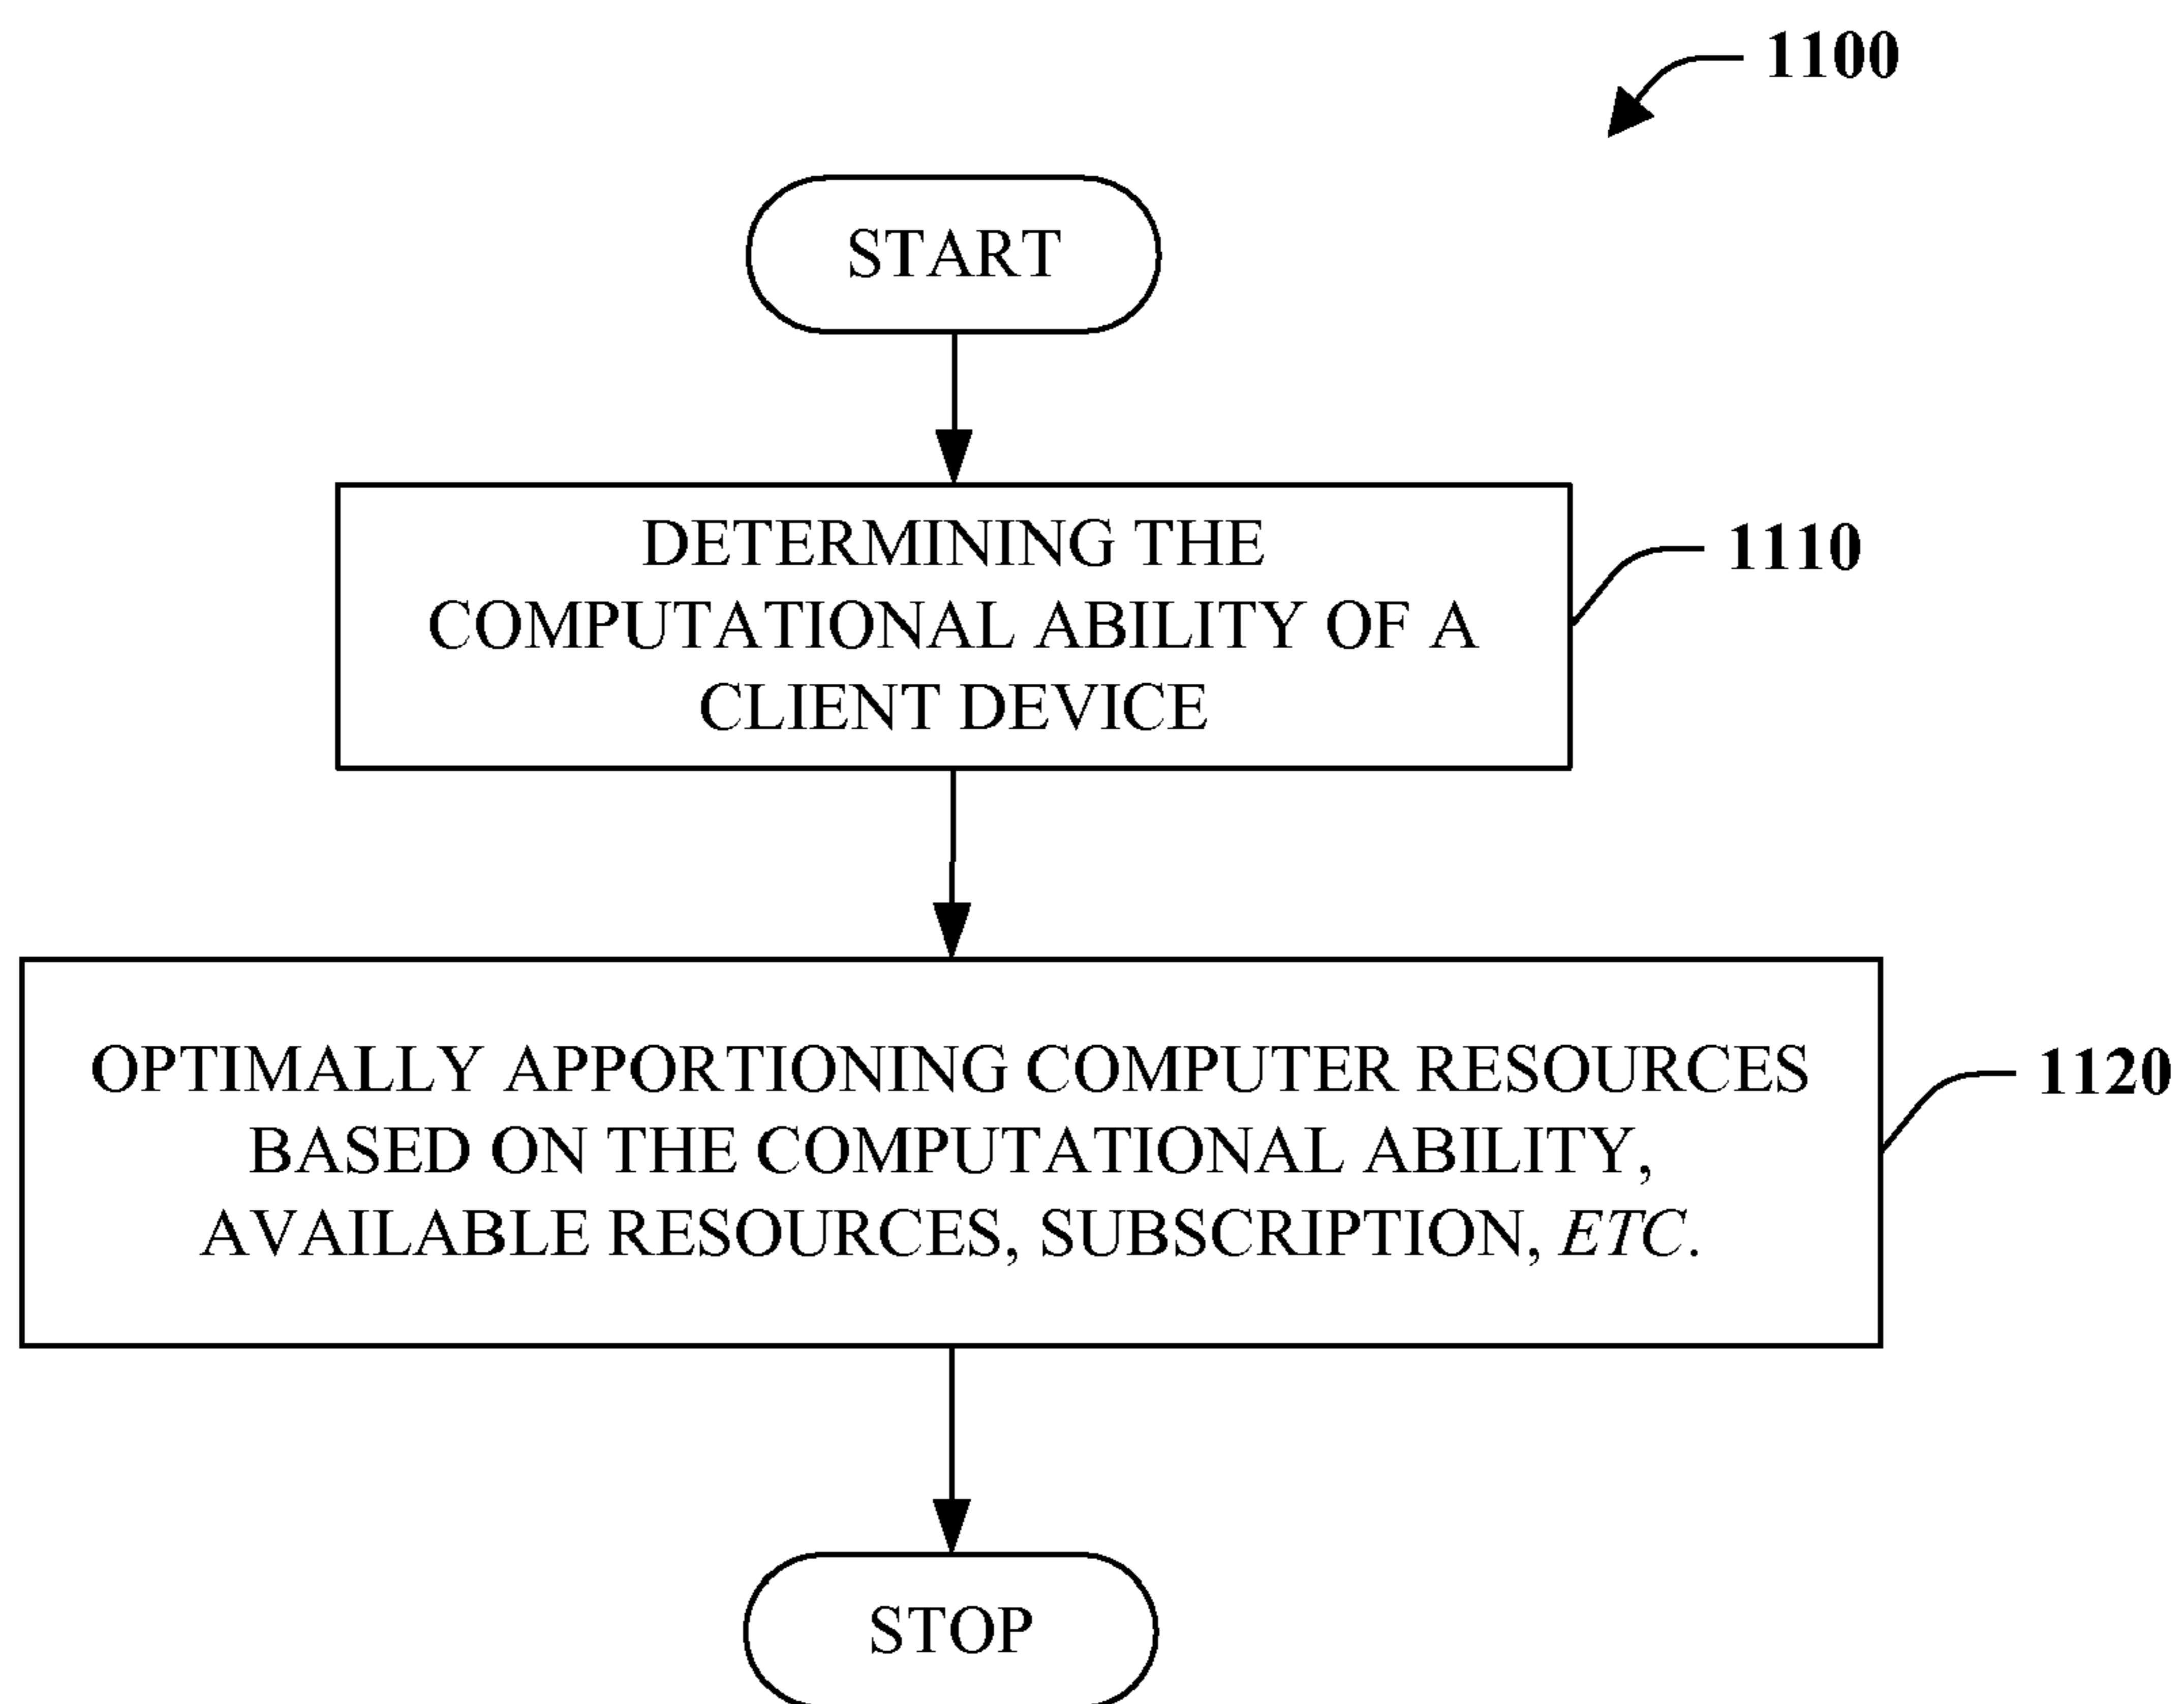 1100
START
DETERMINING THE
COMPUTATIONAL ABILITY OF A
CLIENT DEVICE
1110
OPTIMALLY APPORTIONING COMPUTER RESOURCES
BASED ON THE COMPUTATIONAL ABILITY,
AVAILABLE RESOURCES, SUBSCRIPTION, ETC.
1120
STOP